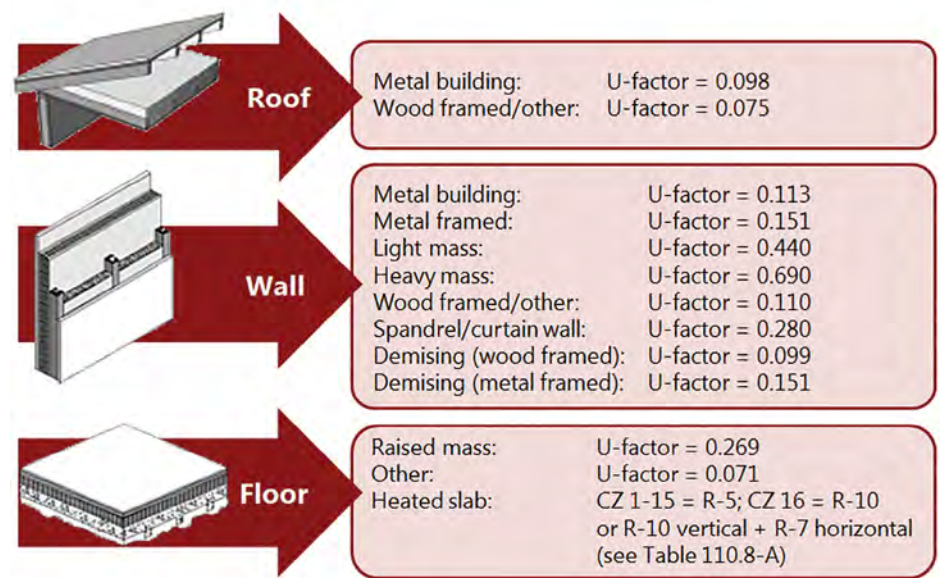 Roof
Metal building: U-factor = 0.098
Wood framed/other: U-factor = 0.075
Wall
Metal building: U-factor = 0.113
Metal framed: U-factor = 0.151
Light mass: U-factor = 0.440
Heavy mass: U-factor = 0.690
Wood framed/other: U-factor = 0.110
Spandrel/curtain wall: U-factor = 0.280
Demising (wood framed): U-factor = 0.099
Demising (metal framed): U-factor = 0.151
Floor
Raised mass: U-factor = 0.269
Other: U-factor = 0.071
Heated slab: CZ 1-15 = R-5; CZ 16 = R-10
or R-10 vertical + R-7 horizontal
(see Table 110.8-A)